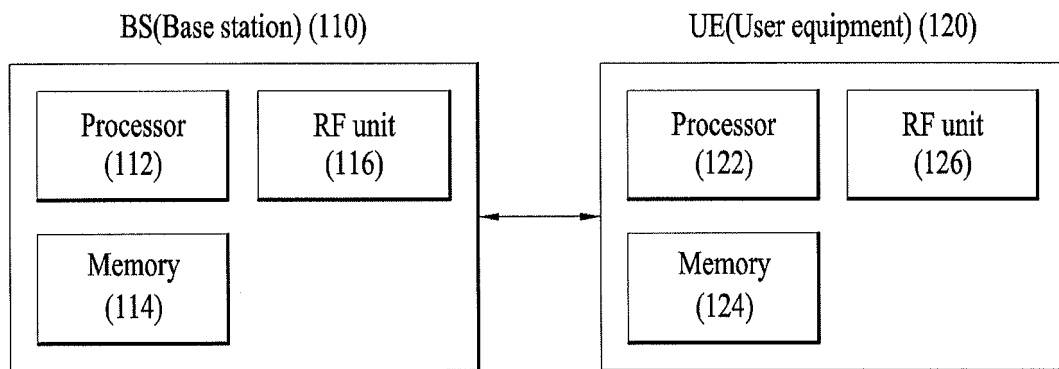 BS(Base station) (110)
UE(User equipment) (120)
Processor
(112)
RF unit
(116)
Memory
(114)
Processor
(122)
RF unit
(126)
Memory
(124)